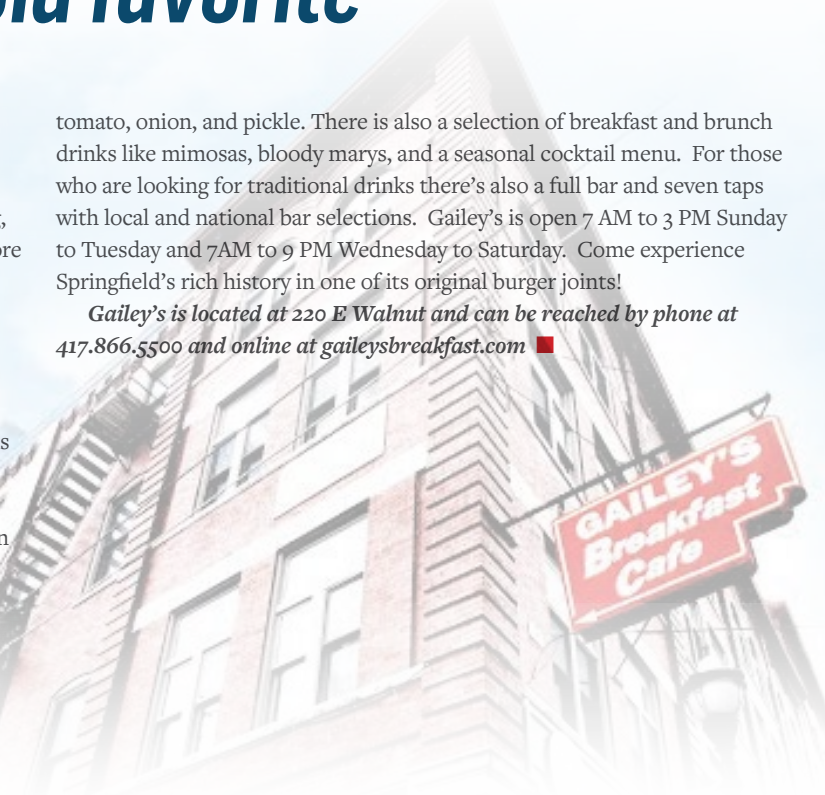 favorite
tomato, onion, and pickle. There is also a selection of breakfast and brunch
drinks like mimosas, bloody marys, and a seasonal cocktail menu.  For those
who are looking for traditional drinks there’s also a full bar and seven taps
with local and national bar selections.  Gailey’s is open 7 AM to 3 PM Sunday
to Tuesday and 7AM to 9 PM Wednesday to Saturday.  Come experience
Springfield’s rich history in one of its original burger joints!
Gailey’s is located at 220 E Walnut and can be reached by phone at
417.866.5500 and online at gaileysbreakfast.com
GAILEY'S
Breakfast
Cafe